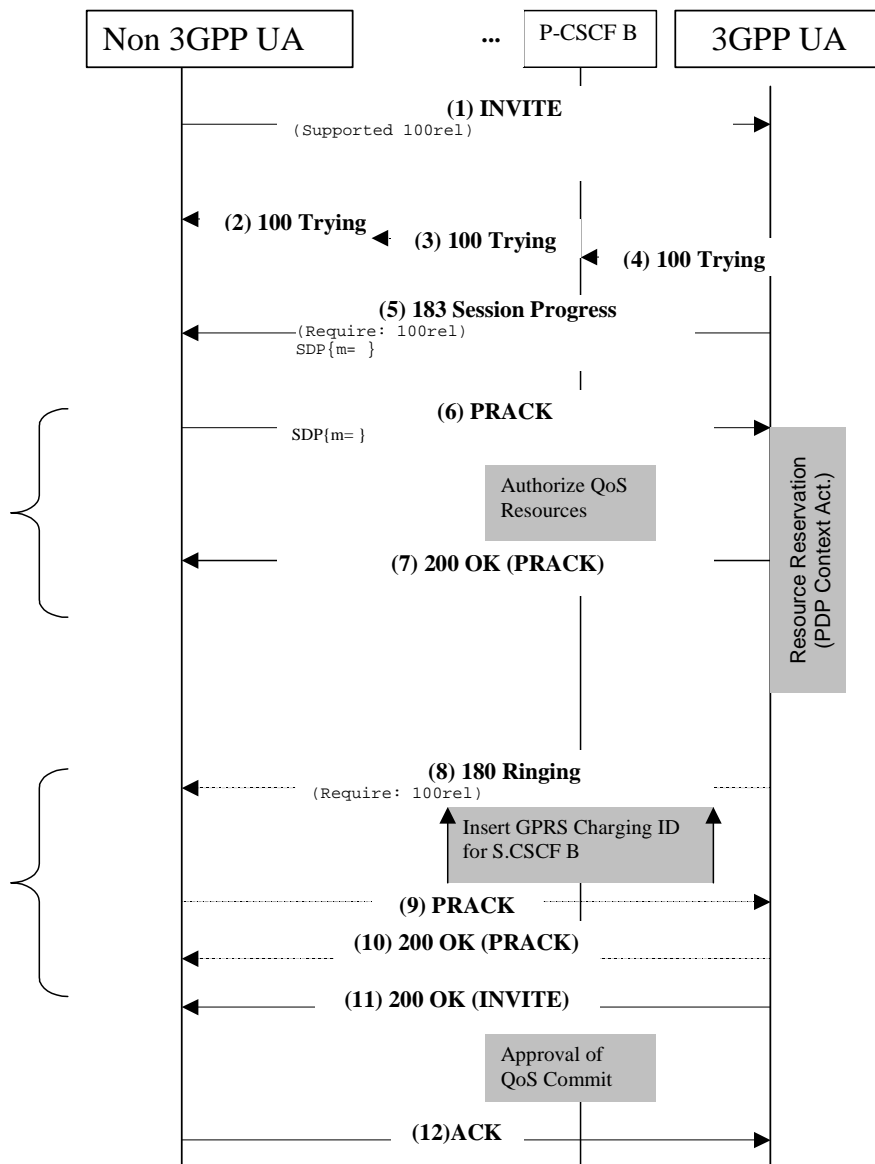 Non 3GPP UA
...
P-CSCF B
3GPP UA
(1) INVITE
(Supported 100rel)
(2) 100 Trying
(3) 100 Trying
(4) 100 Trying
(5) 183 Session Progress
(Require: 100rel)
SDP{m= }
(6) PRACK
SDP{m= }
Authorize QoS
Resources
Resource Reservation
(PDP Context Act.)
(7) 200 OK (PRACK)
(8) 180 Ringing
(Require: 100rel)
Insert GPRS Charging ID
for S.CSCF B
(9) PRACK
(10) 200 OK (PRACK)
(11) 200 OK (INVITE)
Approval of
QoS Commit
(12)ACK